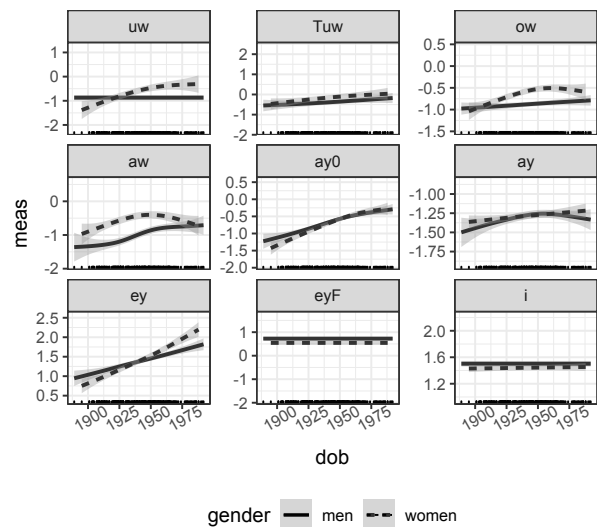 uw Tuw ow
1 2 0.5
0 1 0.0
-1 0 -0.5
-2 -1 -1.0
-2 -1.5
aw ay0 ay
0 0.5 -1.00
-1 0.0 -1.25
-2 -0.5 -1.50
-1.0 -1.75
-1.5
-2.0
ey eyF i
2.5 1 2.0
2.0 0 1.6
1.5 -1 1.2
1.0 -2
0.5
1900 1925 1950 1975 1900 1925 1950 1975 1900 1925 1950 1975
meas
dob
gender men women